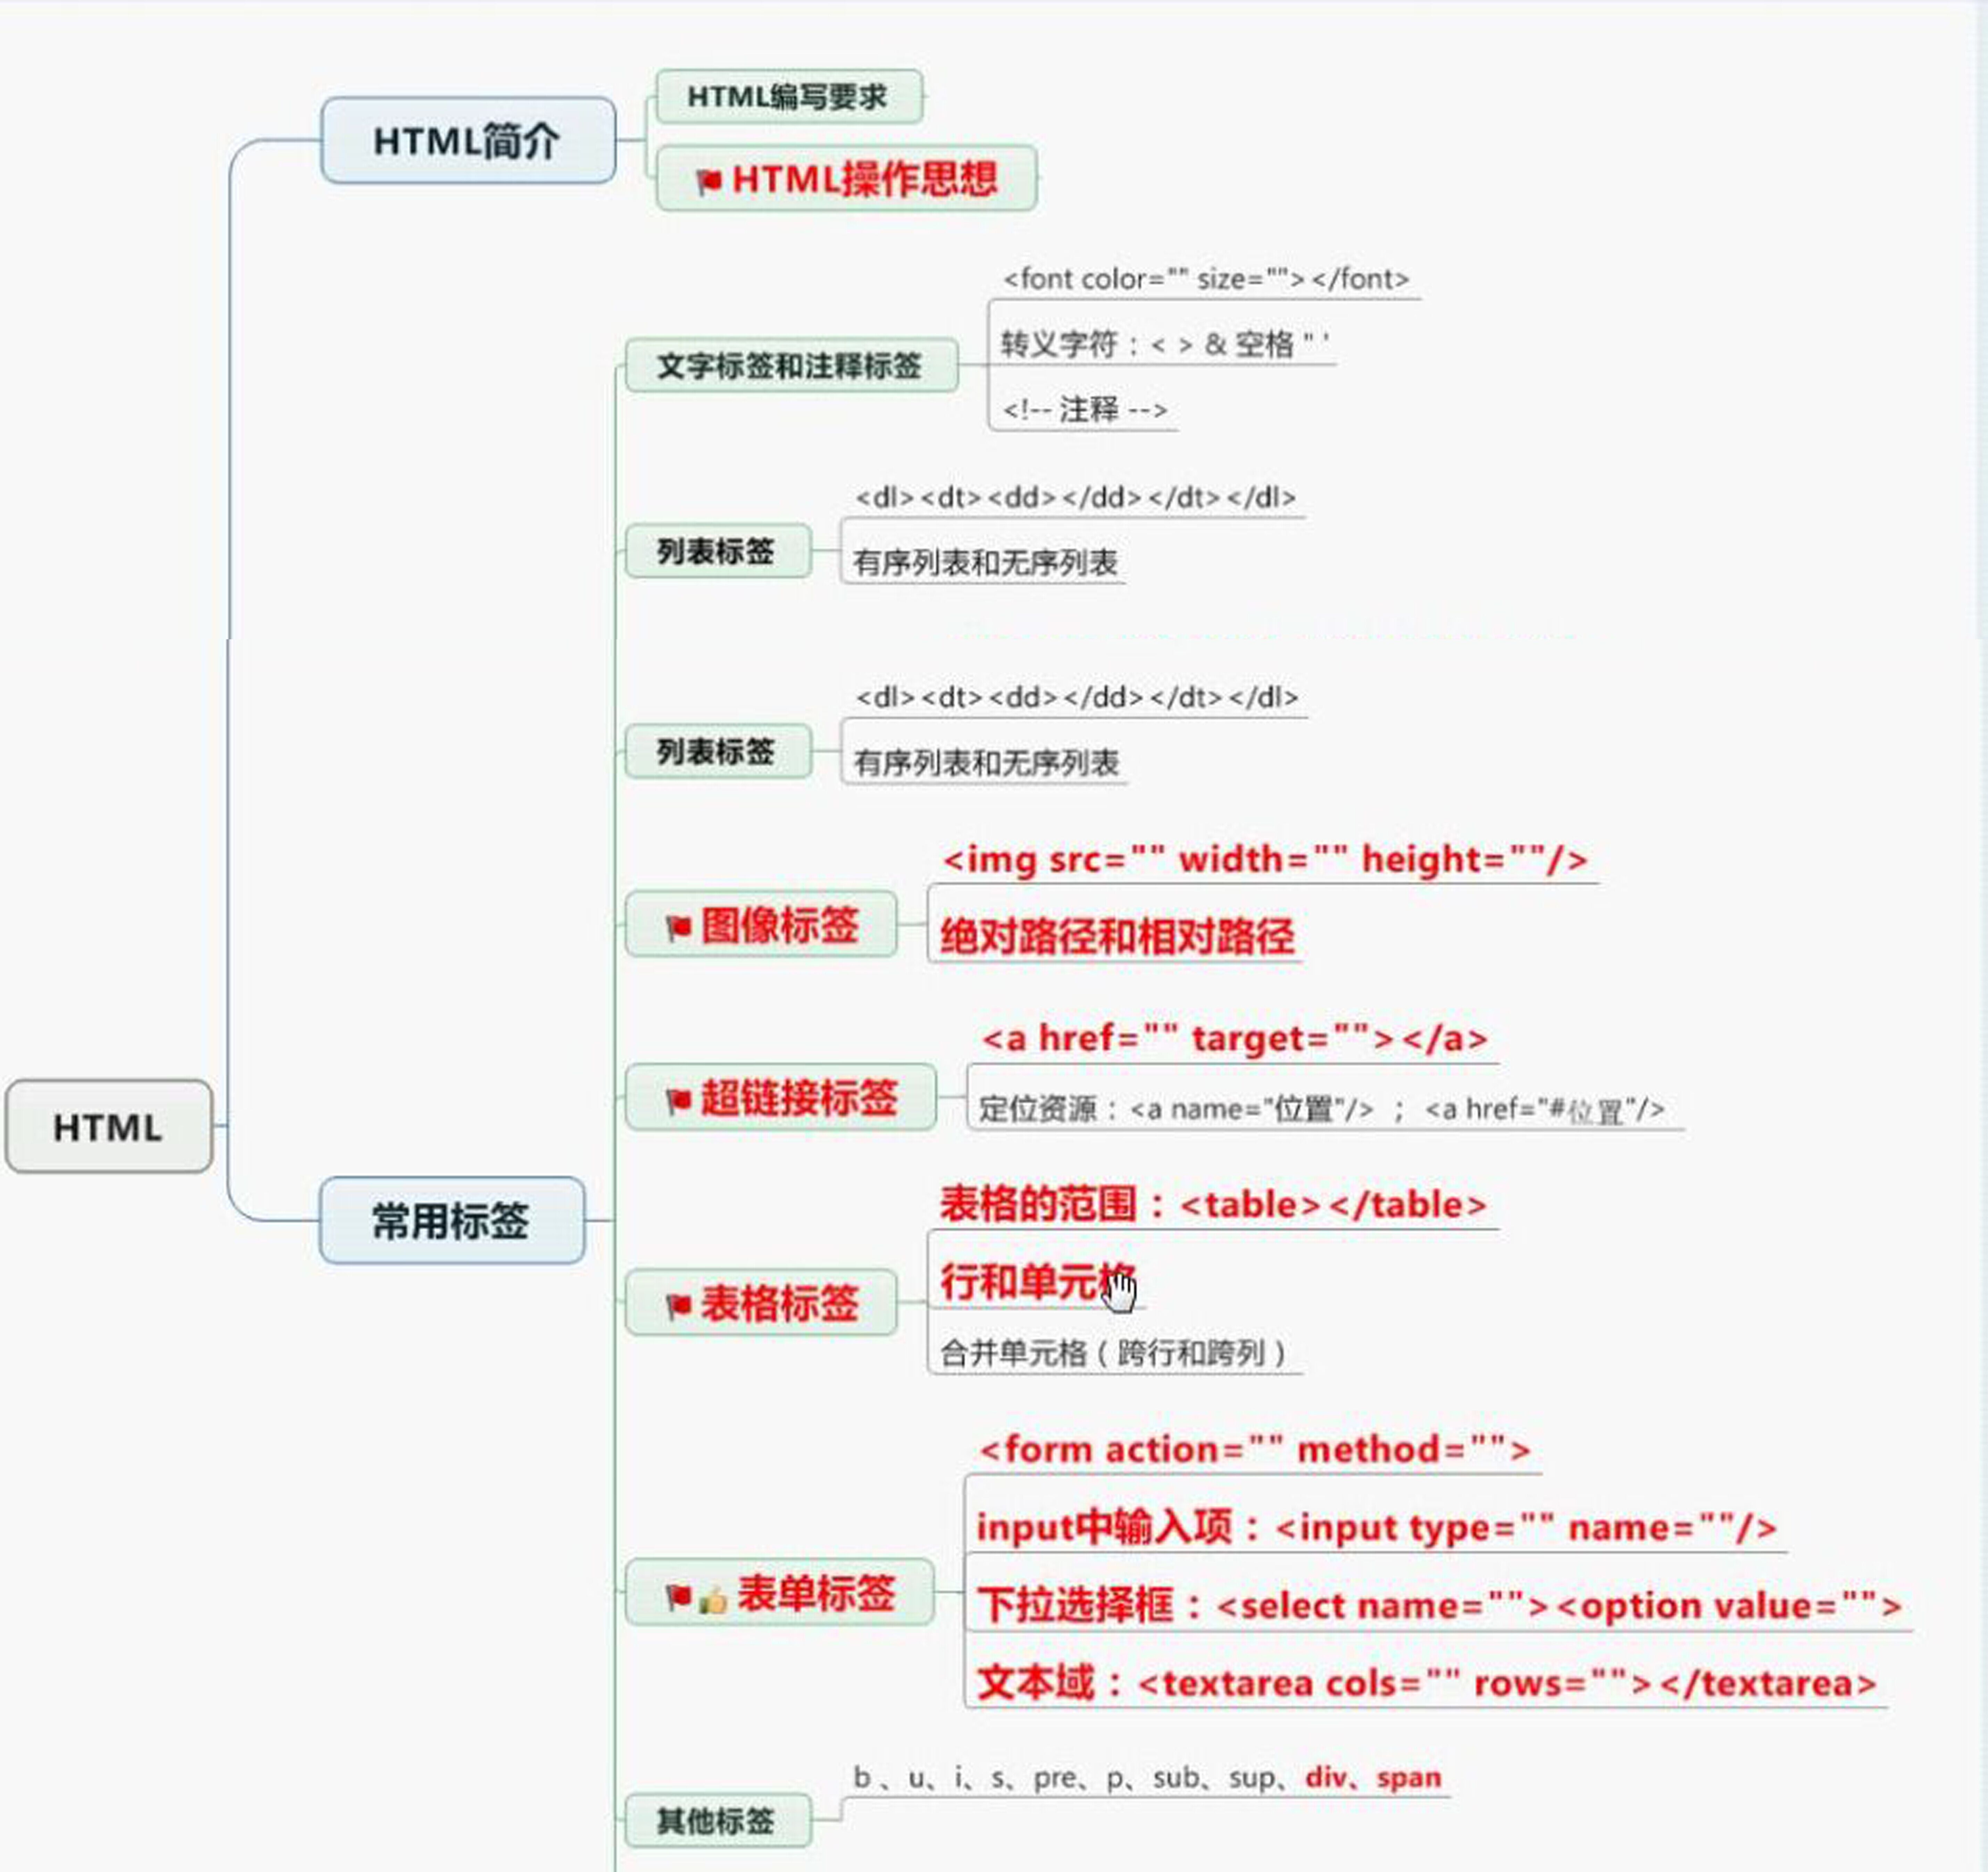 HTML编写要求
HTML简介
HTML操作思想
<font color="" size=""></font>
转义字符：< > & 空格 " '
文字标签和注释标签
<!-- 注释 -->
<dl><dt><dd></dd></dt></dl>
列表标签
有序列表和无序列表
<dl><dt><dd></dd></dt></dl>
列表标签
有序列表和无序列表
<img src="" width="" height=""/>
图像标签
绝对路径和相对路径
<a href="" target=""></a>
超链接标签
定位资源：<a name="位置"/> ； <a href="#位置"/>
HTML
常用标签
表格的范围：<table></table>
行和单元格
表格标签
合并单元格（跨行和跨列）
<form action="" method="">
input中输入项：<input type="" name=""/>
表单标签
下拉选择框：<select name=""><option value="">
文本域：<textarea cols="" rows=""></textarea>
b 、u、i、s、pre、p、sub、sup、div、span
其他标签